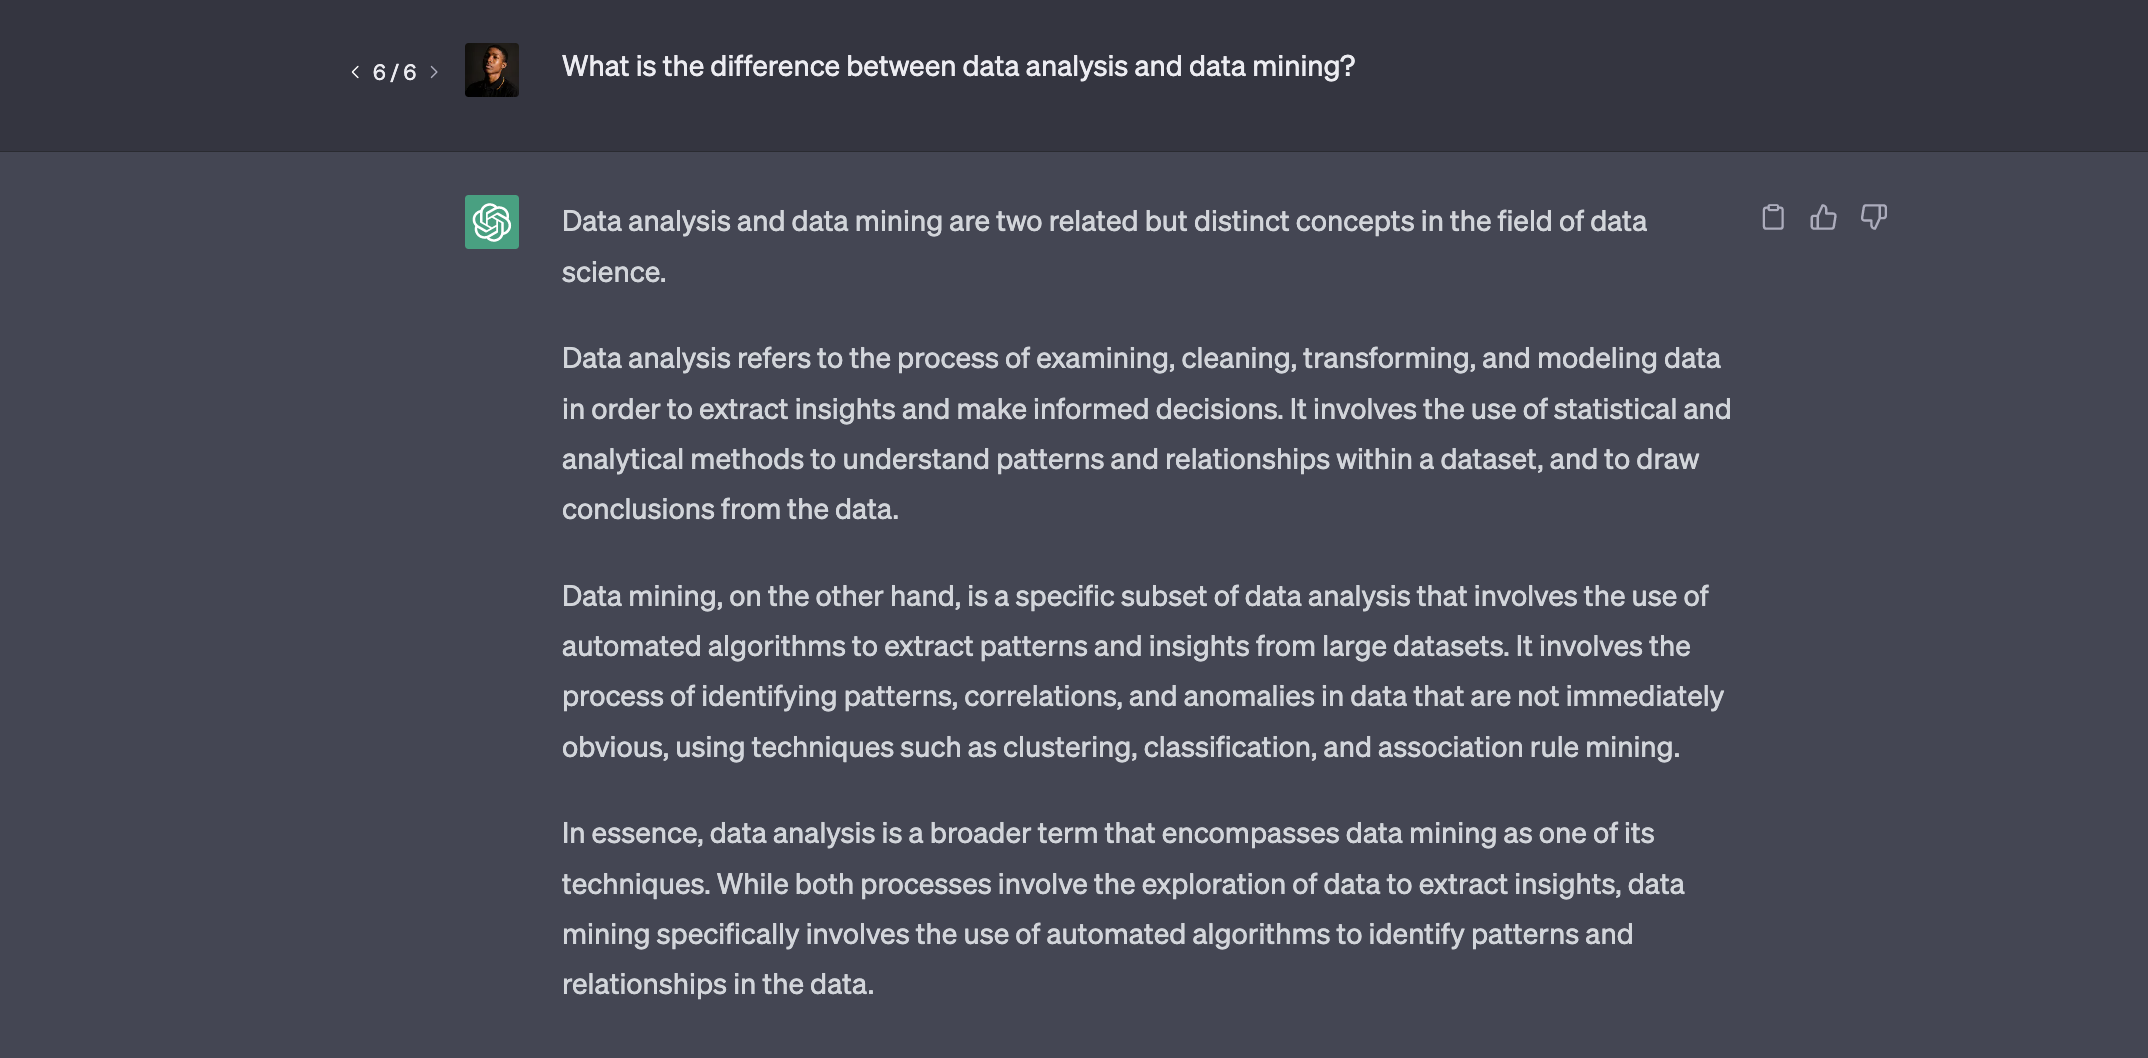 6 / 6
What is the difference between data analysis and data mining?
Data analysis and data mining are two related but distinct concepts in the field of data
science.
Data analysis refers to the process of examining, cleaning, transforming, and modeling data
in order to extract insights and make informed decisions. It involves the use of statistical and
analytical methods to understand patterns and relationships within a dataset, and to draw
conclusions from the data.
Data mining, on the other hand, is a specific subset of data analysis that involves the use of
automated algorithms to extract patterns and insights from large datasets. It involves the
process of identifying patterns, correlations, and anomalies in data that are not immediately
obvious, using techniques such as clustering, classification, and association rule mining.
In essence, data analysis is a broader term that encompasses data mining as one of its
techniques. While both processes involve the exploration of data to extract insights, data
mining specifically involves the use of automated algorithms to identify patterns and
relationships in the data.